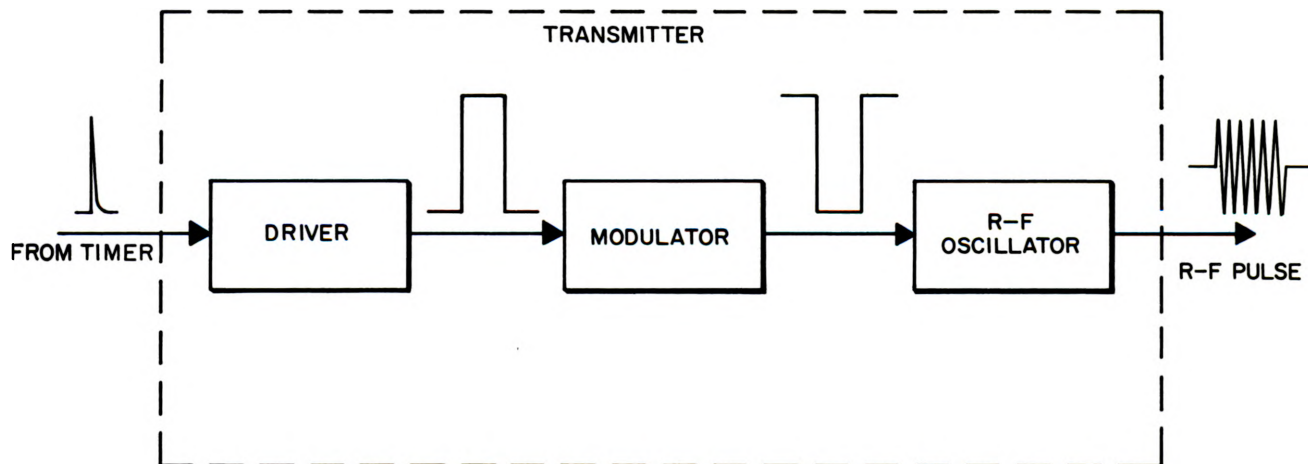 TRANSMITTER
FROM TIMER
DRIVER
MODULATOR
R-F
OSCILLATOR
R-F PULSE